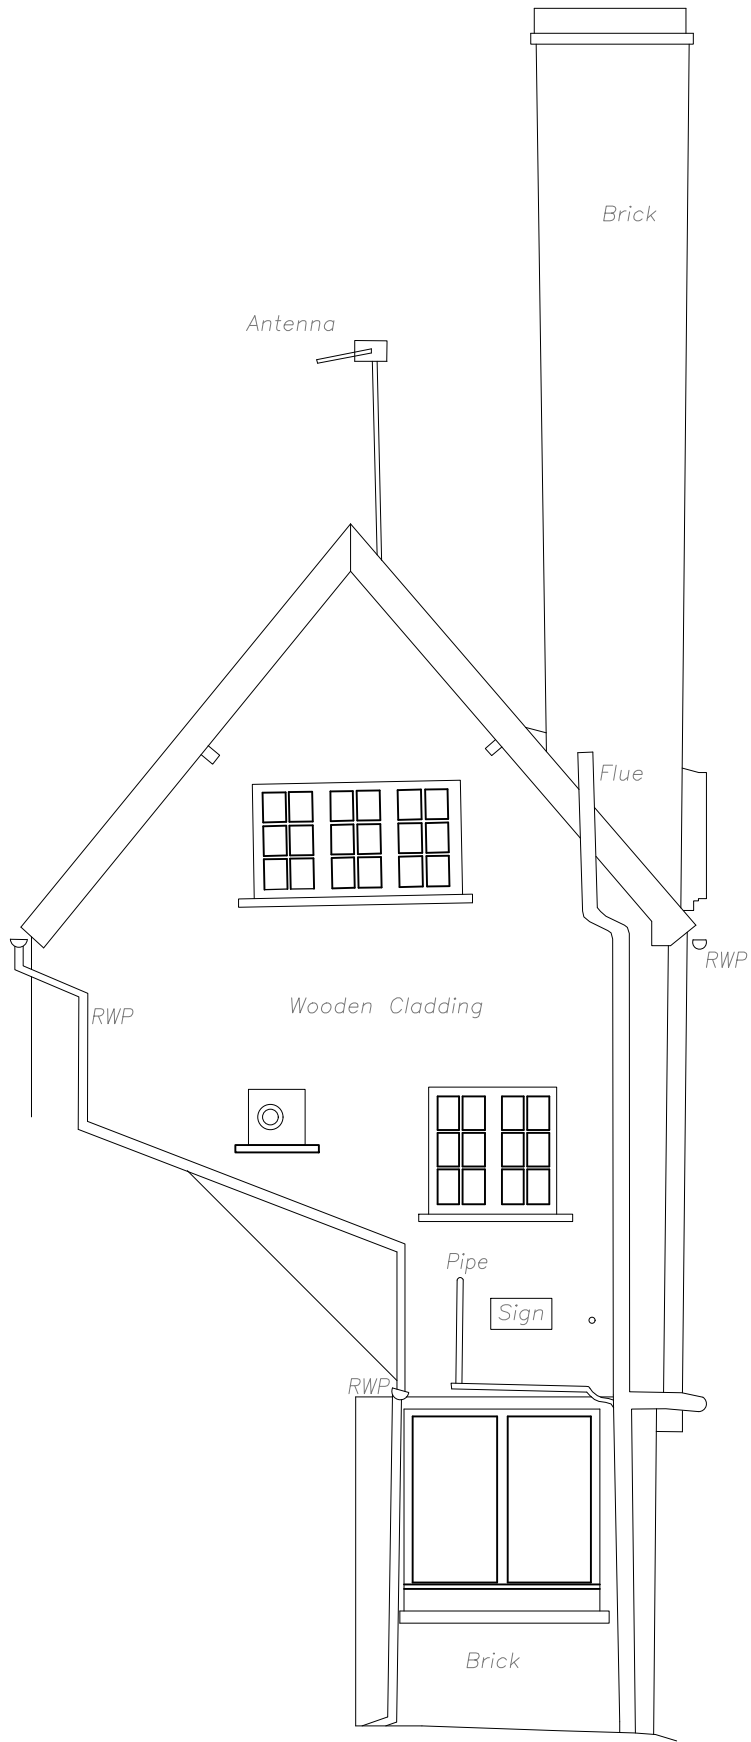 Brick
Antenna
Flue
RWP
Wooden Cladding
RWP
Pipe
Sign
RWP
Brick